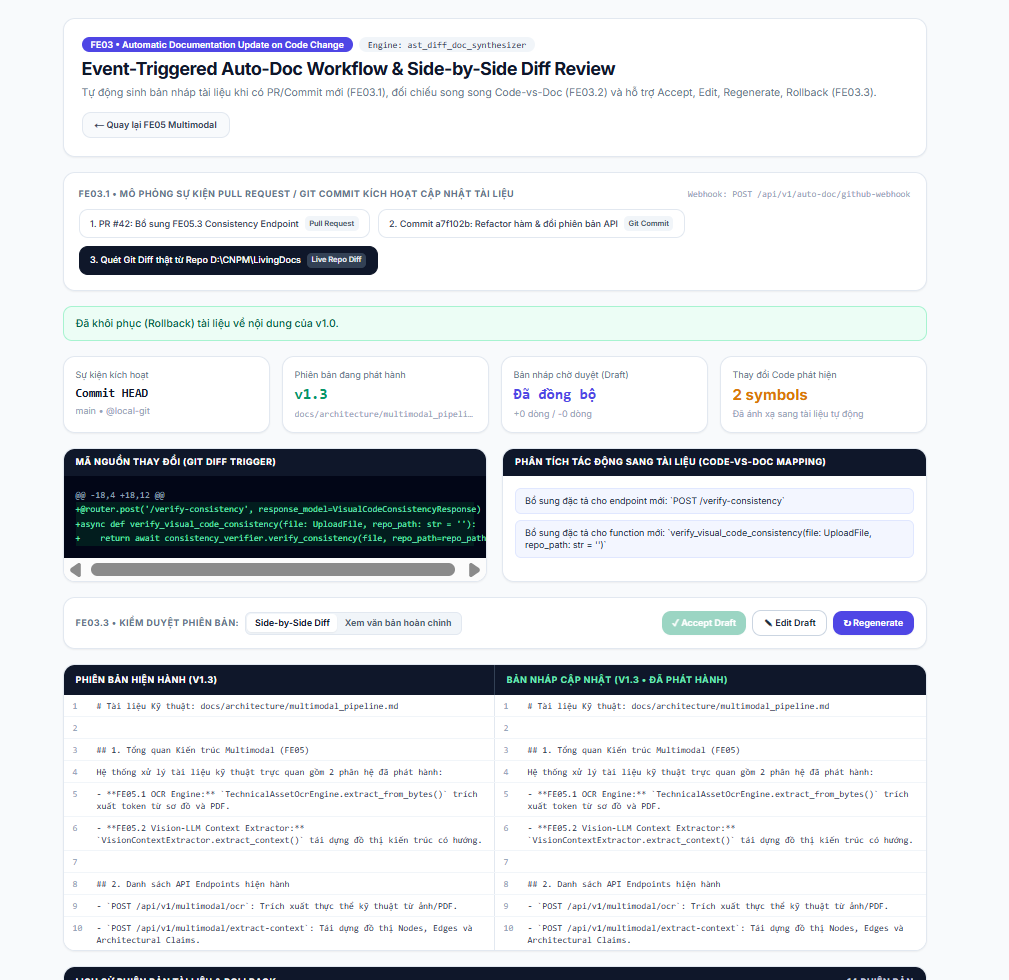 FE03 • Automatic Documentation Update on Code Change
Engine: ast_diff_doc_synthesizer
Event-Triggered Auto-Doc Workflow & Side-by-Side Diff Review
Tự động sinh bản nháp tài liệu khi có PR/Commit mới (FE03.1), đối chiếu song song Code-vs-Doc (FE03.2) và hỗ trợ Accept, Edit, Regenerate, Rollback (FE03.3).
← Quay lại FE05 Multimodal
FE03.1 • MÔ PHỎNG SỰ KIỆN PULL REQUEST / GIT COMMIT KÍCH HOẠT CẬP NHẬT TÀI LIỆU
Webhook: POST /api/v1/auto-doc/github-webhook
1. PR #42: Bổ sung FE05.3 Consistency Endpoint Pull Request
2. Commit a7f102b: Refactor hàm & đổi phiên bản API Git Commit
3. Quét Git Diff thật từ Repo D:\CNPM\LivingDocs Live Repo Diff
Đã khôi phục (Rollback) tài liệu về nội dung của v1.0.
Sự kiện kích hoạt
Commit HEAD
main • @local-git
Phiên bản đang phát hành
v1.3
docs/architecture/multimodal_pipeli…
Bản nháp chờ duyệt (Draft)
Đã đồng bộ
+0 dòng / -0 dòng
Thay đổi Code phát hiện
2 symbols
Đã ánh xạ sang tài liệu tự động
MÃ NGUỒN THAY ĐỔI (GIT DIFF TRIGGER)
@@ -18,4 +18,12 @@
+@router.post('/verify-consistency', response_model=VisualCodeConsistencyResponse)
+async def verify_visual_code_consistency(file: UploadFile, repo_path: str = ''):
+    return await consistency_verifier.verify_consistency(file, repo_path=repo_path
PHÂN TÍCH TÁC ĐỘNG SANG TÀI LIỆU (CODE-VS-DOC MAPPING)
Bổ sung đặc tả cho endpoint mới: `POST /verify-consistency`
Bổ sung đặc tả cho function mới: `verify_visual_code_consistency(file: UploadFile,
repo_path: str = '')`
FE03.3 • KIỂM DUYỆT PHIÊN BẢN:
Side-by-Side Diff
Xem văn bản hoàn chỉnh
✓ Accept Draft
✎ Edit Draft
↻ Regenerate
PHIÊN BẢN HIỆN HÀNH (V1.3)
1 # Tài liệu Kỹ thuật: docs/architecture/multimodal_pipeline.md
2
3 ## 1. Tổng quan Kiến trúc Multimodal (FE05)
4 Hệ thống xử lý tài liệu kỹ thuật trực quan gồm 2 phân hệ đã phát hành:
5 - **FE05.1 OCR Engine:** `TechnicalAssetOcrEngine.extract_from_bytes()` trích
xuất token từ sơ đồ và PDF.
6 - **FE05.2 Vision-LLM Context Extractor:**
`VisionContextExtractor.extract_context()` tái dựng đồ thị kiến trúc có hướng.
7
8 ## 2. Danh sách API Endpoints hiện hành
9 - `POST /api/v1/multimodal/ocr`: Trích xuất thực thể kỹ thuật từ ảnh/PDF.
10 - `POST /api/v1/multimodal/extract-context`: Tái dựng đồ thị Nodes, Edges và
Architectural Claims.
BẢN NHÁP CẬP NHẬT (V1.3 • ĐÃ PHÁT HÀNH)
1 # Tài liệu Kỹ thuật: docs/architecture/multimodal_pipeline.md
2
3 ## 1. Tổng quan Kiến trúc Multimodal (FE05)
4 Hệ thống xử lý tài liệu kỹ thuật trực quan gồm 2 phân hệ đã phát hành:
5 - **FE05.1 OCR Engine:** `TechnicalAssetOcrEngine.extract_from_bytes()` trích
xuất token từ sơ đồ và PDF.
6 - **FE05.2 Vision-LLM Context Extractor:**
`VisionContextExtractor.extract_context()` tái dựng đồ thị kiến trúc có hướng.
7
8 ## 2. Danh sách API Endpoints hiện hành
9 - `POST /api/v1/multimodal/ocr`: Trích xuất thực thể kỹ thuật từ ảnh/PDF.
10 - `POST /api/v1/multimodal/extract-context`: Tái dựng đồ thị Nodes, Edges và
Architectural Claims.